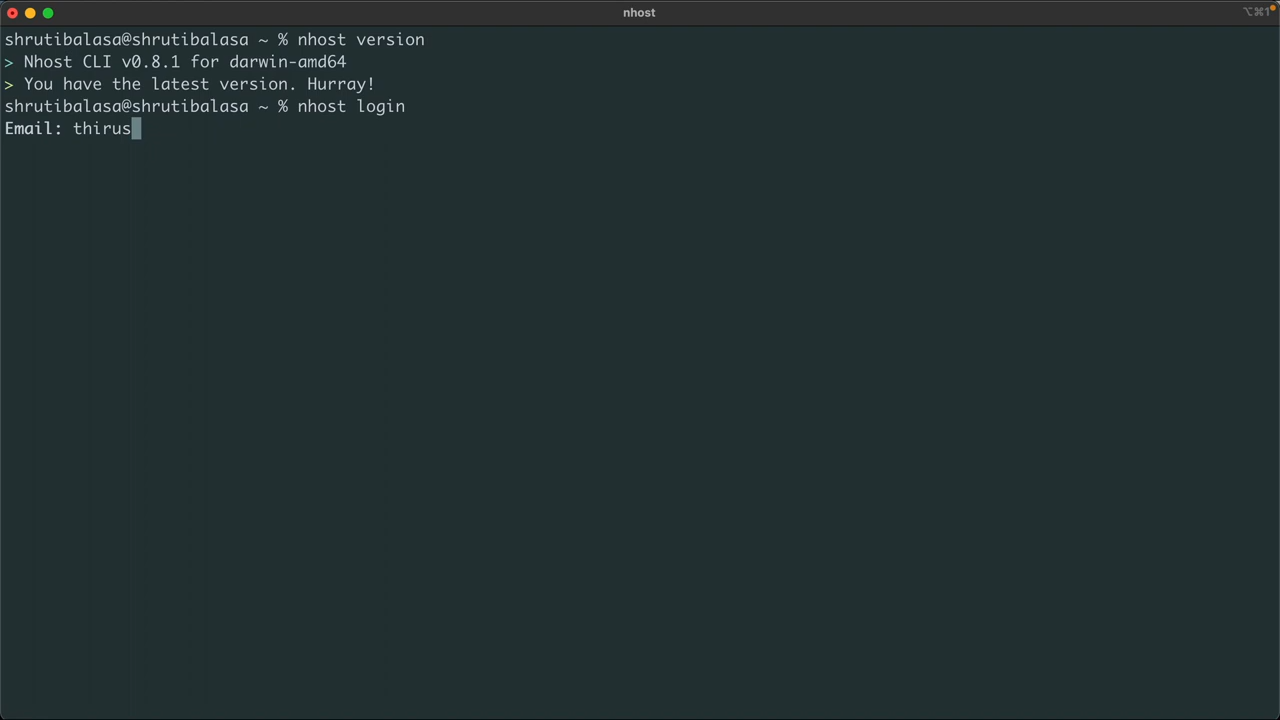 nhost
⌥⌘1
shrutibalasa@shrutibalasa ~ % nhost version
> Nhost CLI v0.8.1 for darwin-amd64
> You have the latest version. Hurray!
shrutibalasa@shrutibalasa ~ % nhost login
Email: thirus